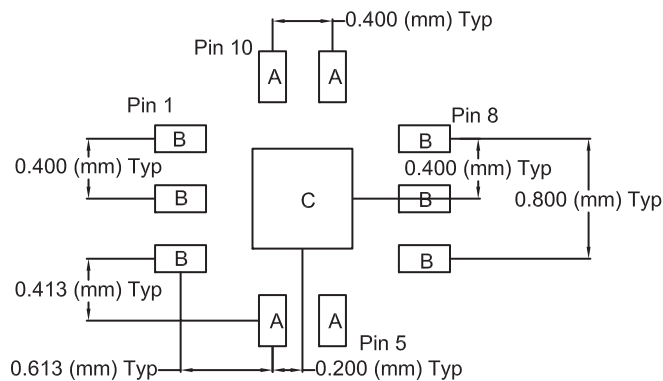 0.400 (mm) Typ
Pin 10
A A
Pin 1
Pin 8
B B
0.400 (mm) Typ
0.400 (mm) Typ
B C B
0.800 (mm) Typ
B B
0.413 (mm) Typ
A A
Pin 5
0.613 (mm) Typ
0.200 (mm) Typ